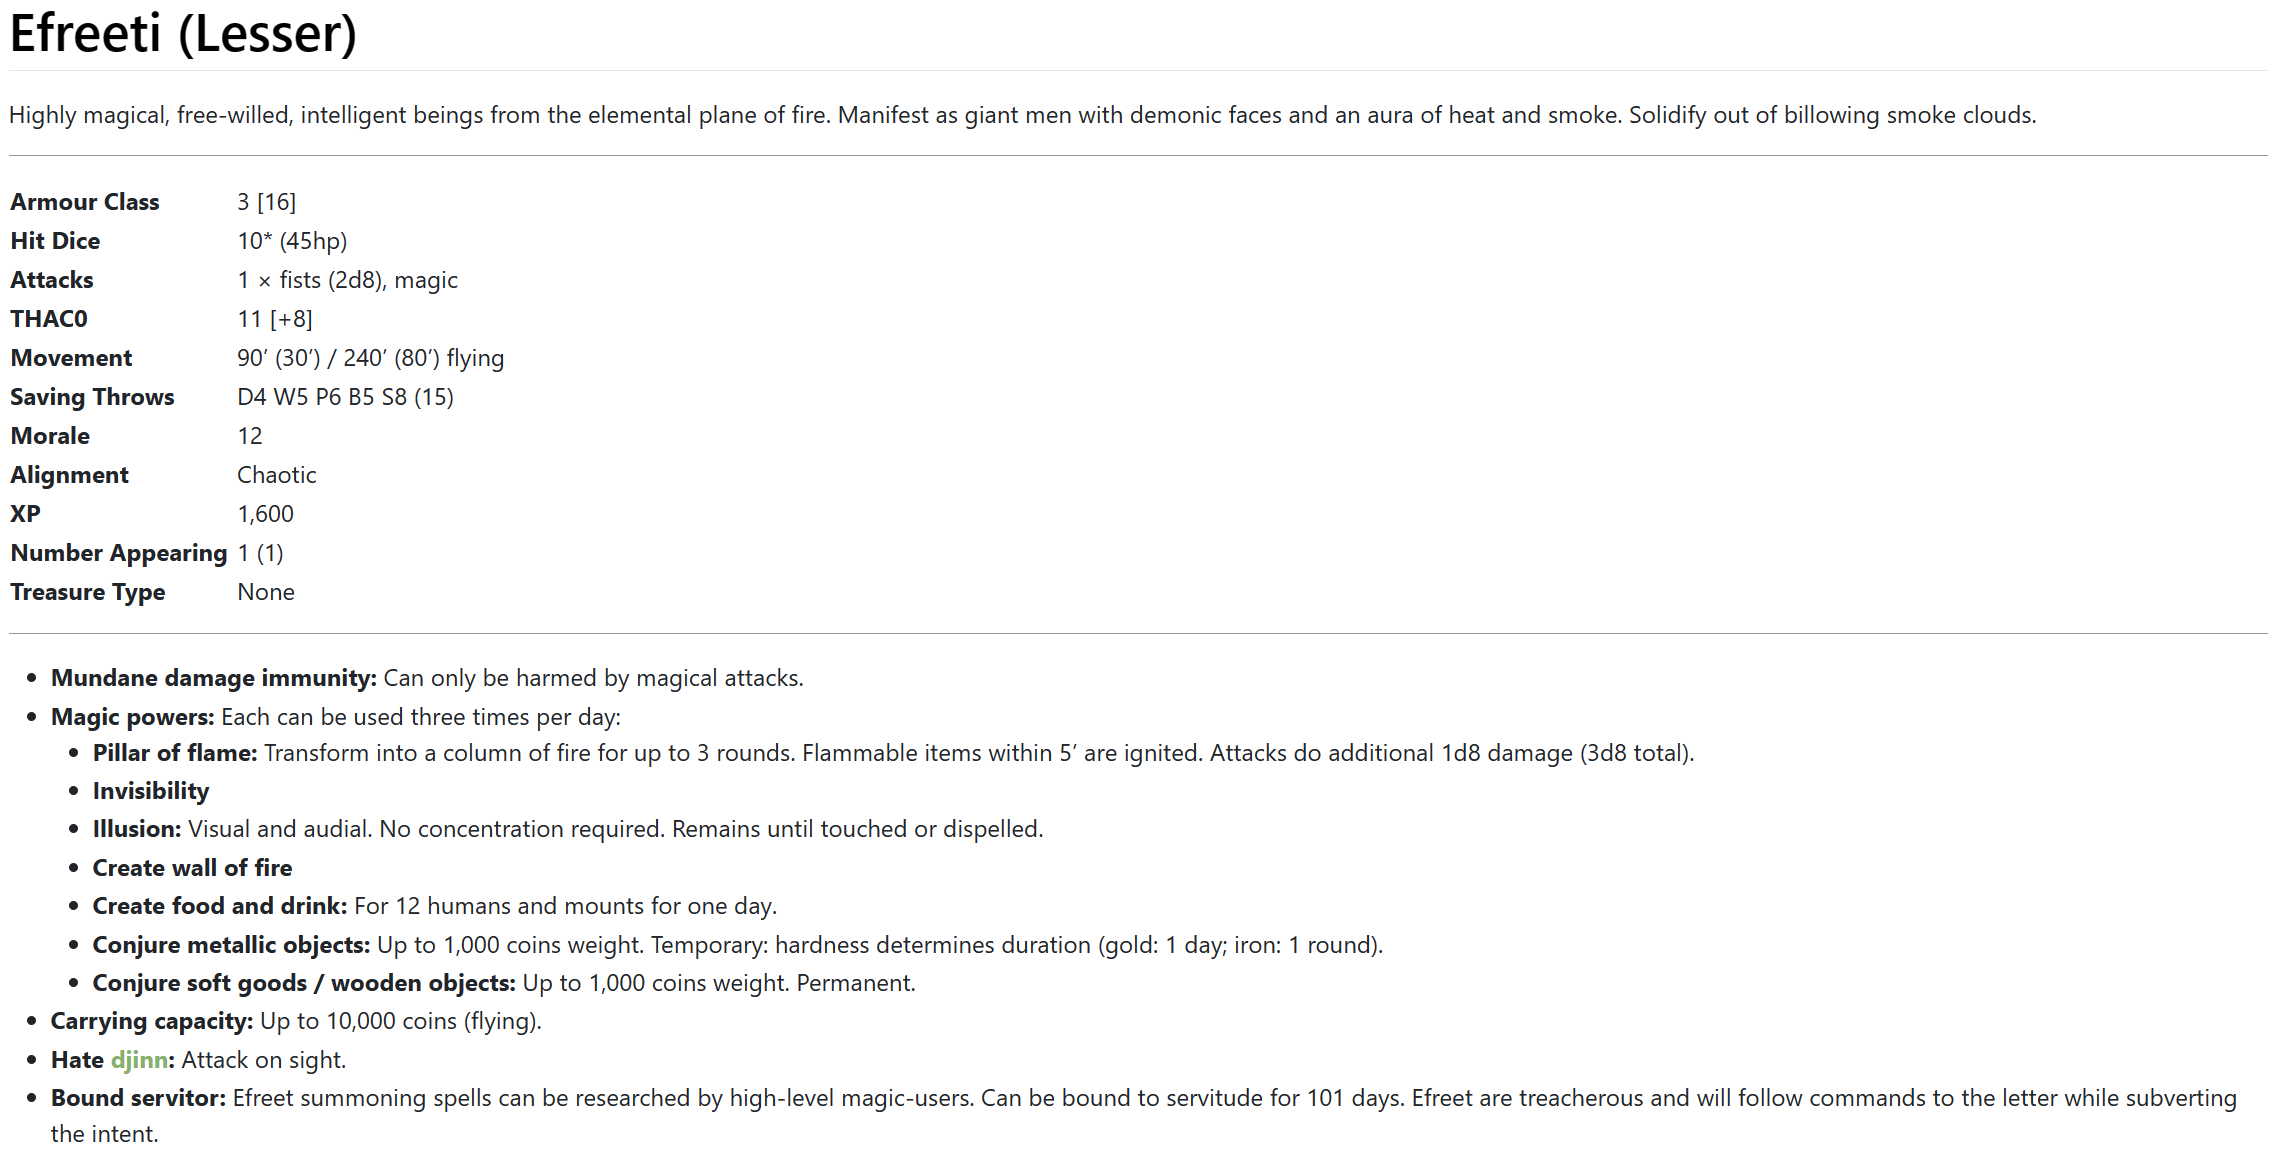 Efreeti (Lesser)
Highly magical, free-willed, intelligent beings from the elemental plane of fire. Manifest as giant men with demonic faces and an aura of heat and smoke. Solidify out of billowing smoke clouds.
Armour Class 3 [16]
Hit Dice 10* (45hp)
Attacks 1 × fists (2d8), magic
THAC0 11 [+8]
Movement 90’ (30’) / 240’ (80’) flying
Saving Throws D4 W5 P6 B5 S8 (15)
Morale 12
Alignment Chaotic
XP 1,600
Number Appearing 1 (1)
Treasure Type None
• Mundane damage immunity: Can only be harmed by magical attacks.
• Magic powers: Each can be used three times per day:
• Pillar of flame: Transform into a column of fire for up to 3 rounds. Flammable items within 5’ are ignited. Attacks do additional 1d8 damage (3d8 total).
• Invisibility
• Illusion: Visual and audial. No concentration required. Remains until touched or dispelled.
• Create wall of fire
• Create food and drink: For 12 humans and mounts for one day.
• Conjure metallic objects: Up to 1,000 coins weight. Temporary: hardness determines duration (gold: 1 day; iron: 1 round).
• Conjure soft goods / wooden objects: Up to 1,000 coins weight. Permanent.
• Carrying capacity: Up to 10,000 coins (flying).
• Hate djinn: Attack on sight.
• Bound servitor: Efreet summoning spells can be researched by high-level magic-users. Can be bound to servitude for 101 days. Efreet are treacherous and will follow commands to the letter while subverting
the intent.